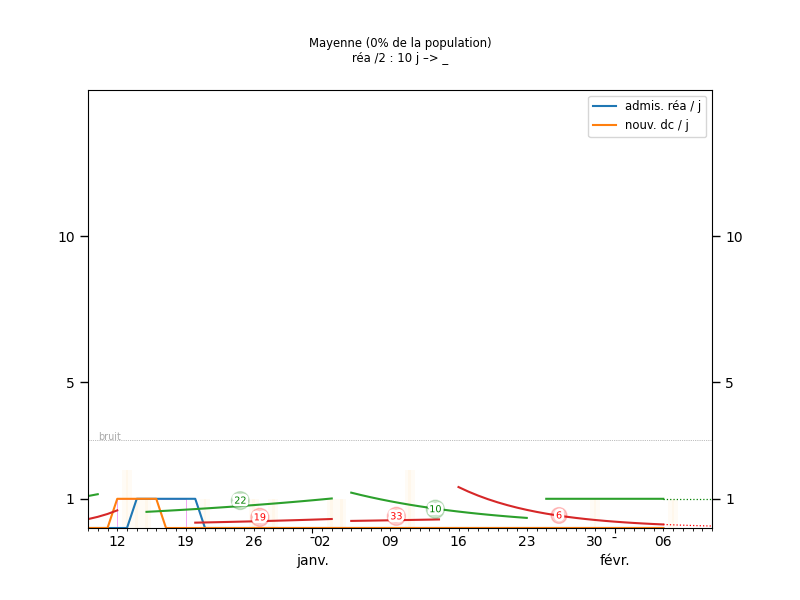 Mayenne (0% de la population)
réa /2 : 10 j –> _
admis. réa / j
nouv. dc / j
10 10
5 5
bruit
1 1
22
19
33
10
6
12 19 26 -02 09 16 23 30 - 06
janv. févr.